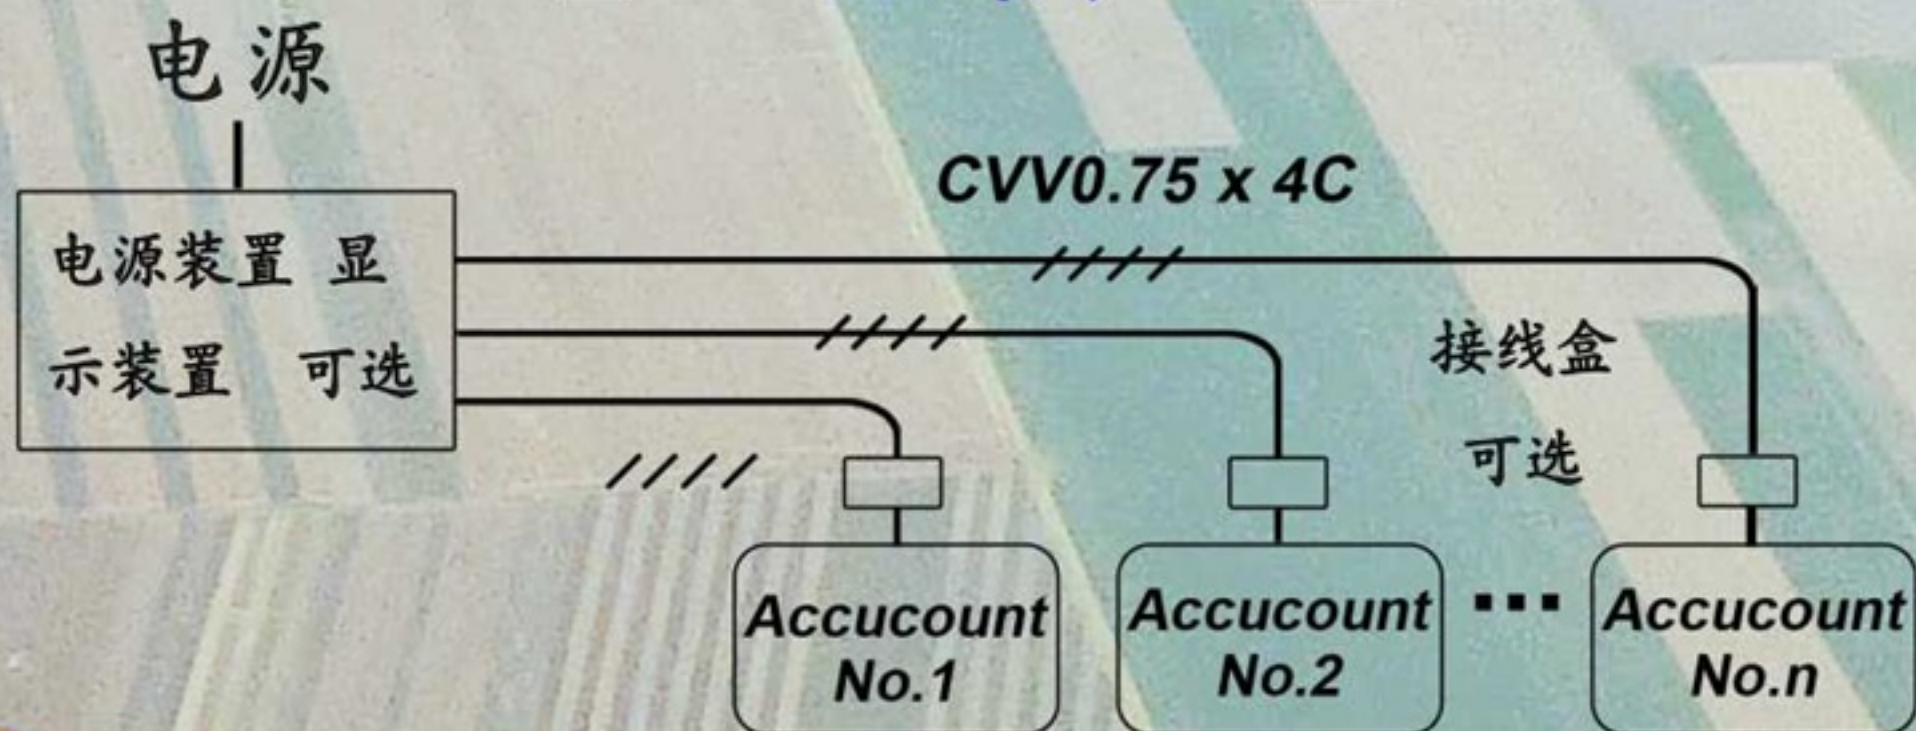 电源
CVV0.75 x 4C
电源装置 显
示装置 可选
接线盒
可选
Accucount
No.1
Accucount
No.2
...
Accucount
No.n